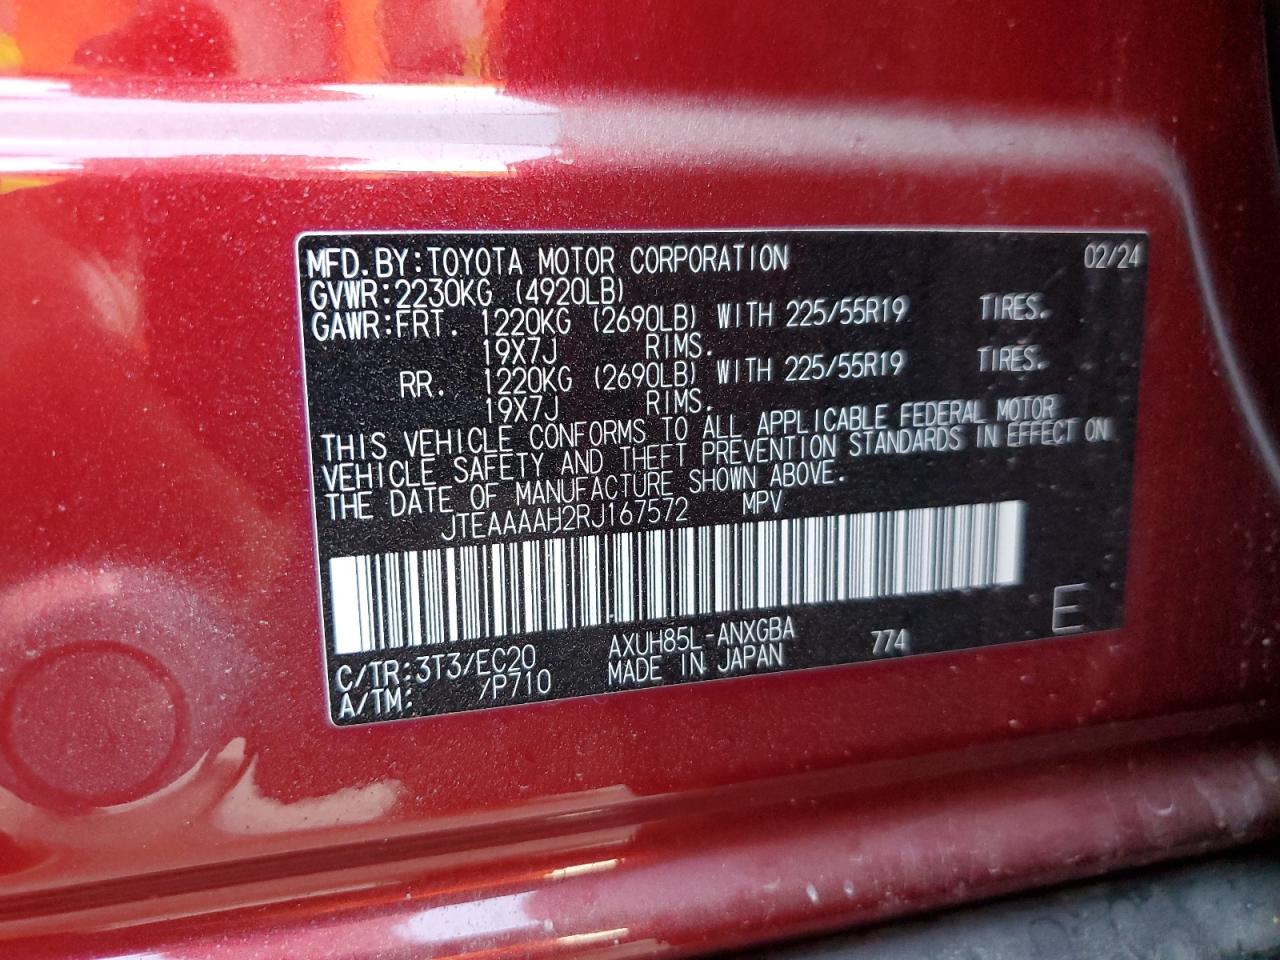 MFD.BY:TOYOTA MOTOR CORPORATION 02/24
GVWR:2230KG (4920LB)
GAWR:FRT. 1220KG (2690LB) WITH 225/55R19 TIRES.
19X7J RIMS.
RR. 1220KG (2690LB) WITH 225/55R19 TIRES.
19X7J RIMS.
THIS VEHICLE CONFORMS TO ALL APPLICABLE FEDERAL MOTOR
VEHICLE SAFETY AND THEFT PREVENTION STANDARDS IN EFFECT ON
THE DATE OF MANUFACTURE SHOWN ABOVE.
JTEAAAAH2RJ167572 MPV
C/TR:3T3/EC20 AXUH85L-ANXGBA 774 E
A/TM: /P710 MADE IN JAPAN